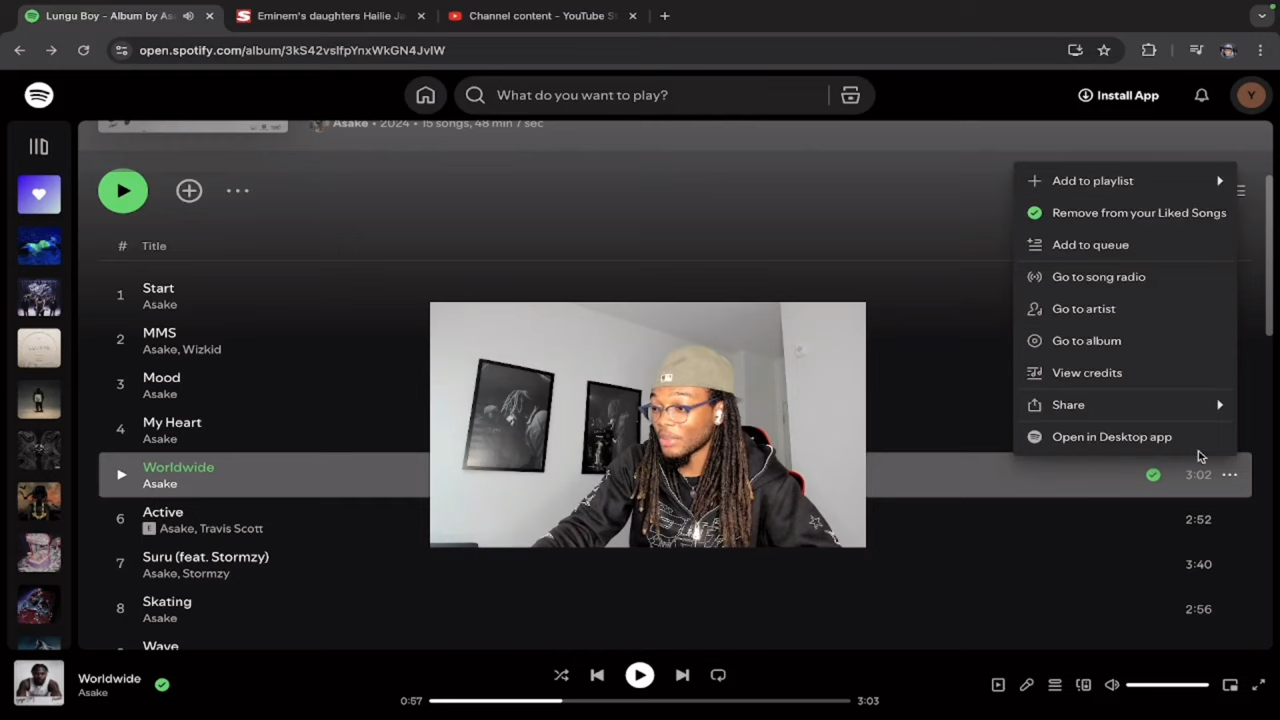 Lungu Boy - Album by Asa
Eminem's daughters Hailie Ja
Channel content - YouTube St
open.spotify.com/album/3kS42vslfpYnxWkGN4JvIW
What do you want to play?
Install App
Y
Asake • 2024 • 15 songs, 48 min 7 sec
# Title
1 Start
Asake
2 MMS
Asake, Wizkid
3 Mood
Asake
4 My Heart
Asake
Worldwide
Asake
3:02
6 Active
E Asake, Travis Scott
2:52
7 Suru (feat. Stormzy)
Asake, Stormzy
3:40
8 Skating
Asake
2:56
Wave
Add to playlist
Remove from your Liked Songs
Add to queue
Go to song radio
Go to artist
Go to album
View credits
Share
Open in Desktop app
Worldwide
Asake
0:57
3:03